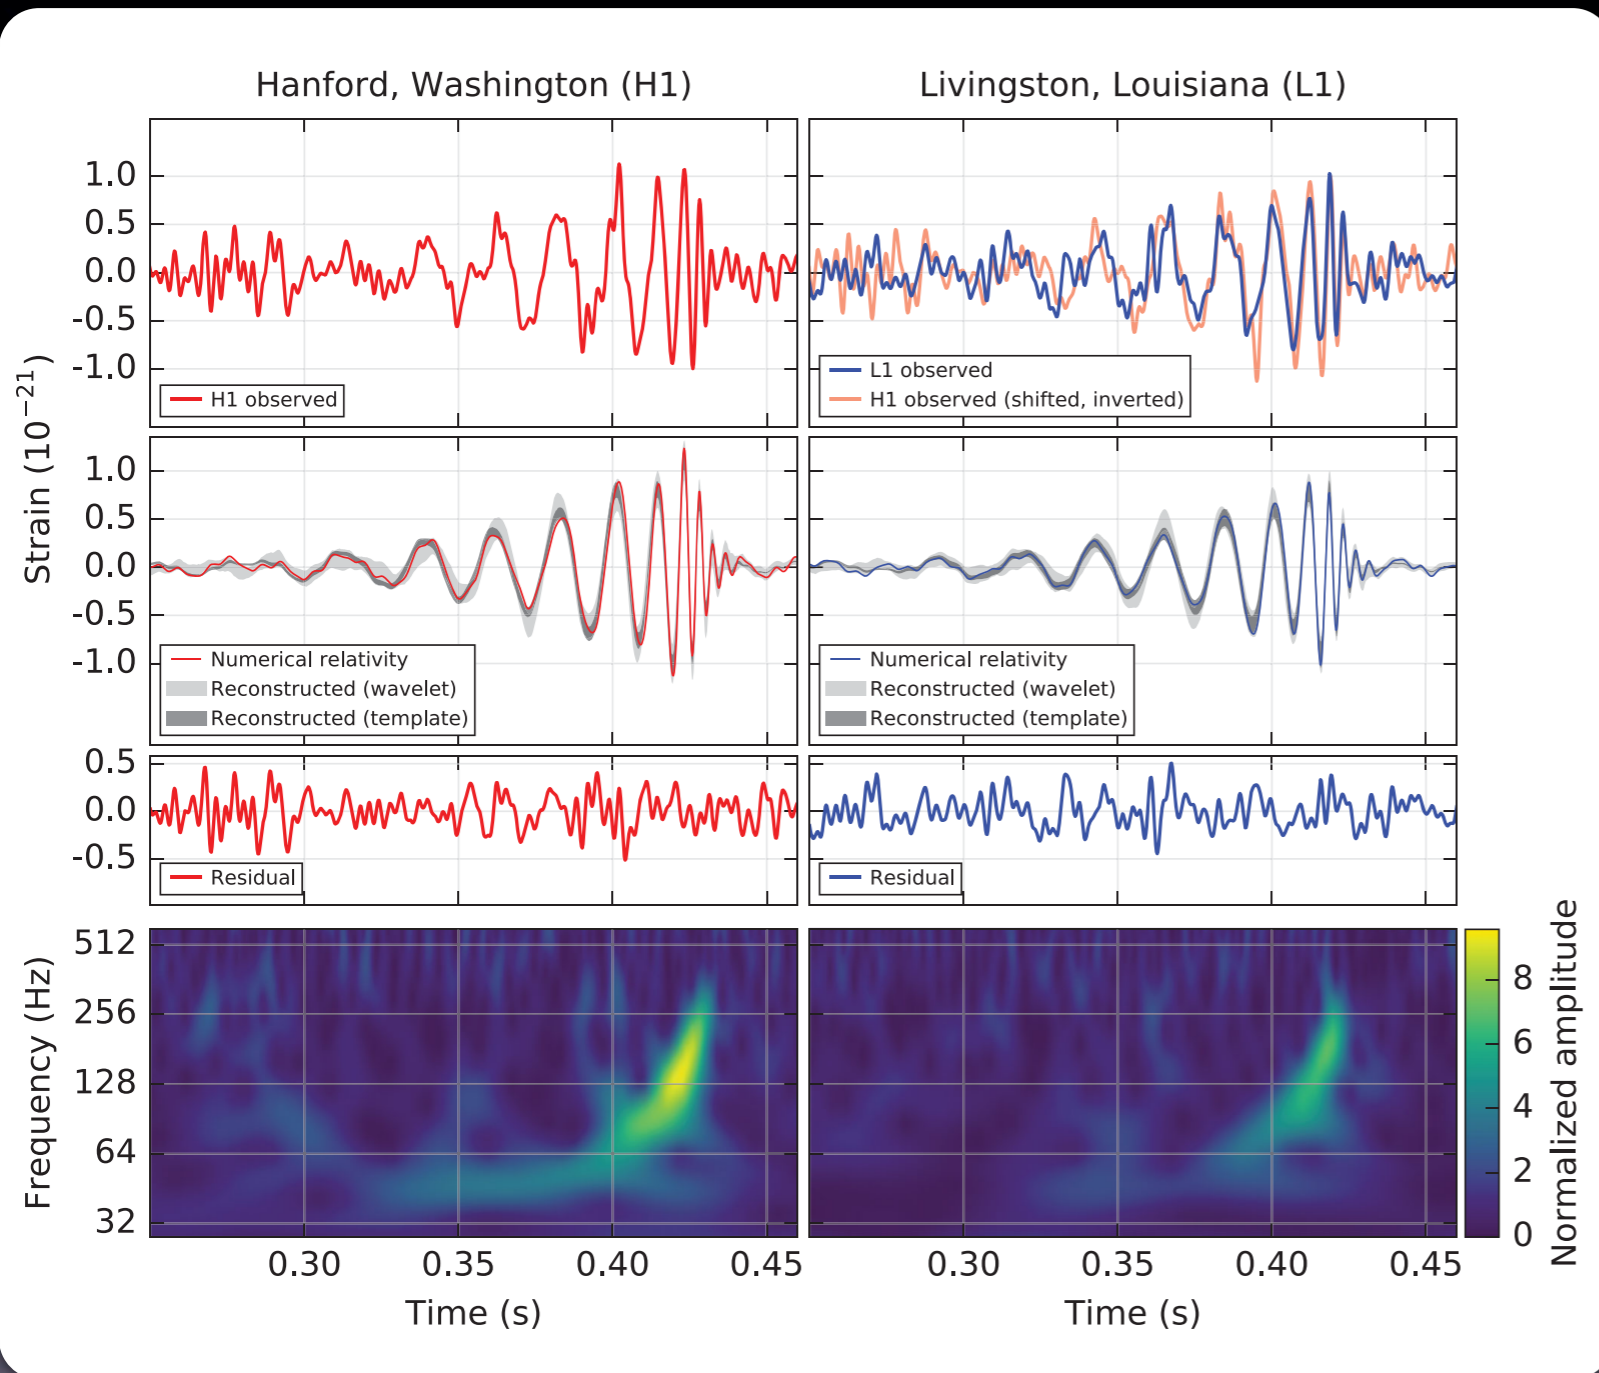 Hanford, Washington (H1)
Livingston, Louisiana (L1)
Strain (10⁻²¹)
1.0
0.5
0.0
-0.5
-1.0
H1 observed
L1 observed
H1 observed (shifted, inverted)
1.0
0.5
0.0
-0.5
-1.0
Numerical relativity
Reconstructed (wavelet)
Reconstructed (template)
Numerical relativity
Reconstructed (wavelet)
Reconstructed (template)
0.5
0.0
-0.5
Residual
Residual
Frequency (Hz)
512
256
128
64
32
Normalized amplitude
8
6
4
2
0
0.30 0.35 0.40 0.45
0.30 0.35 0.40 0.45
Time (s)
Time (s)